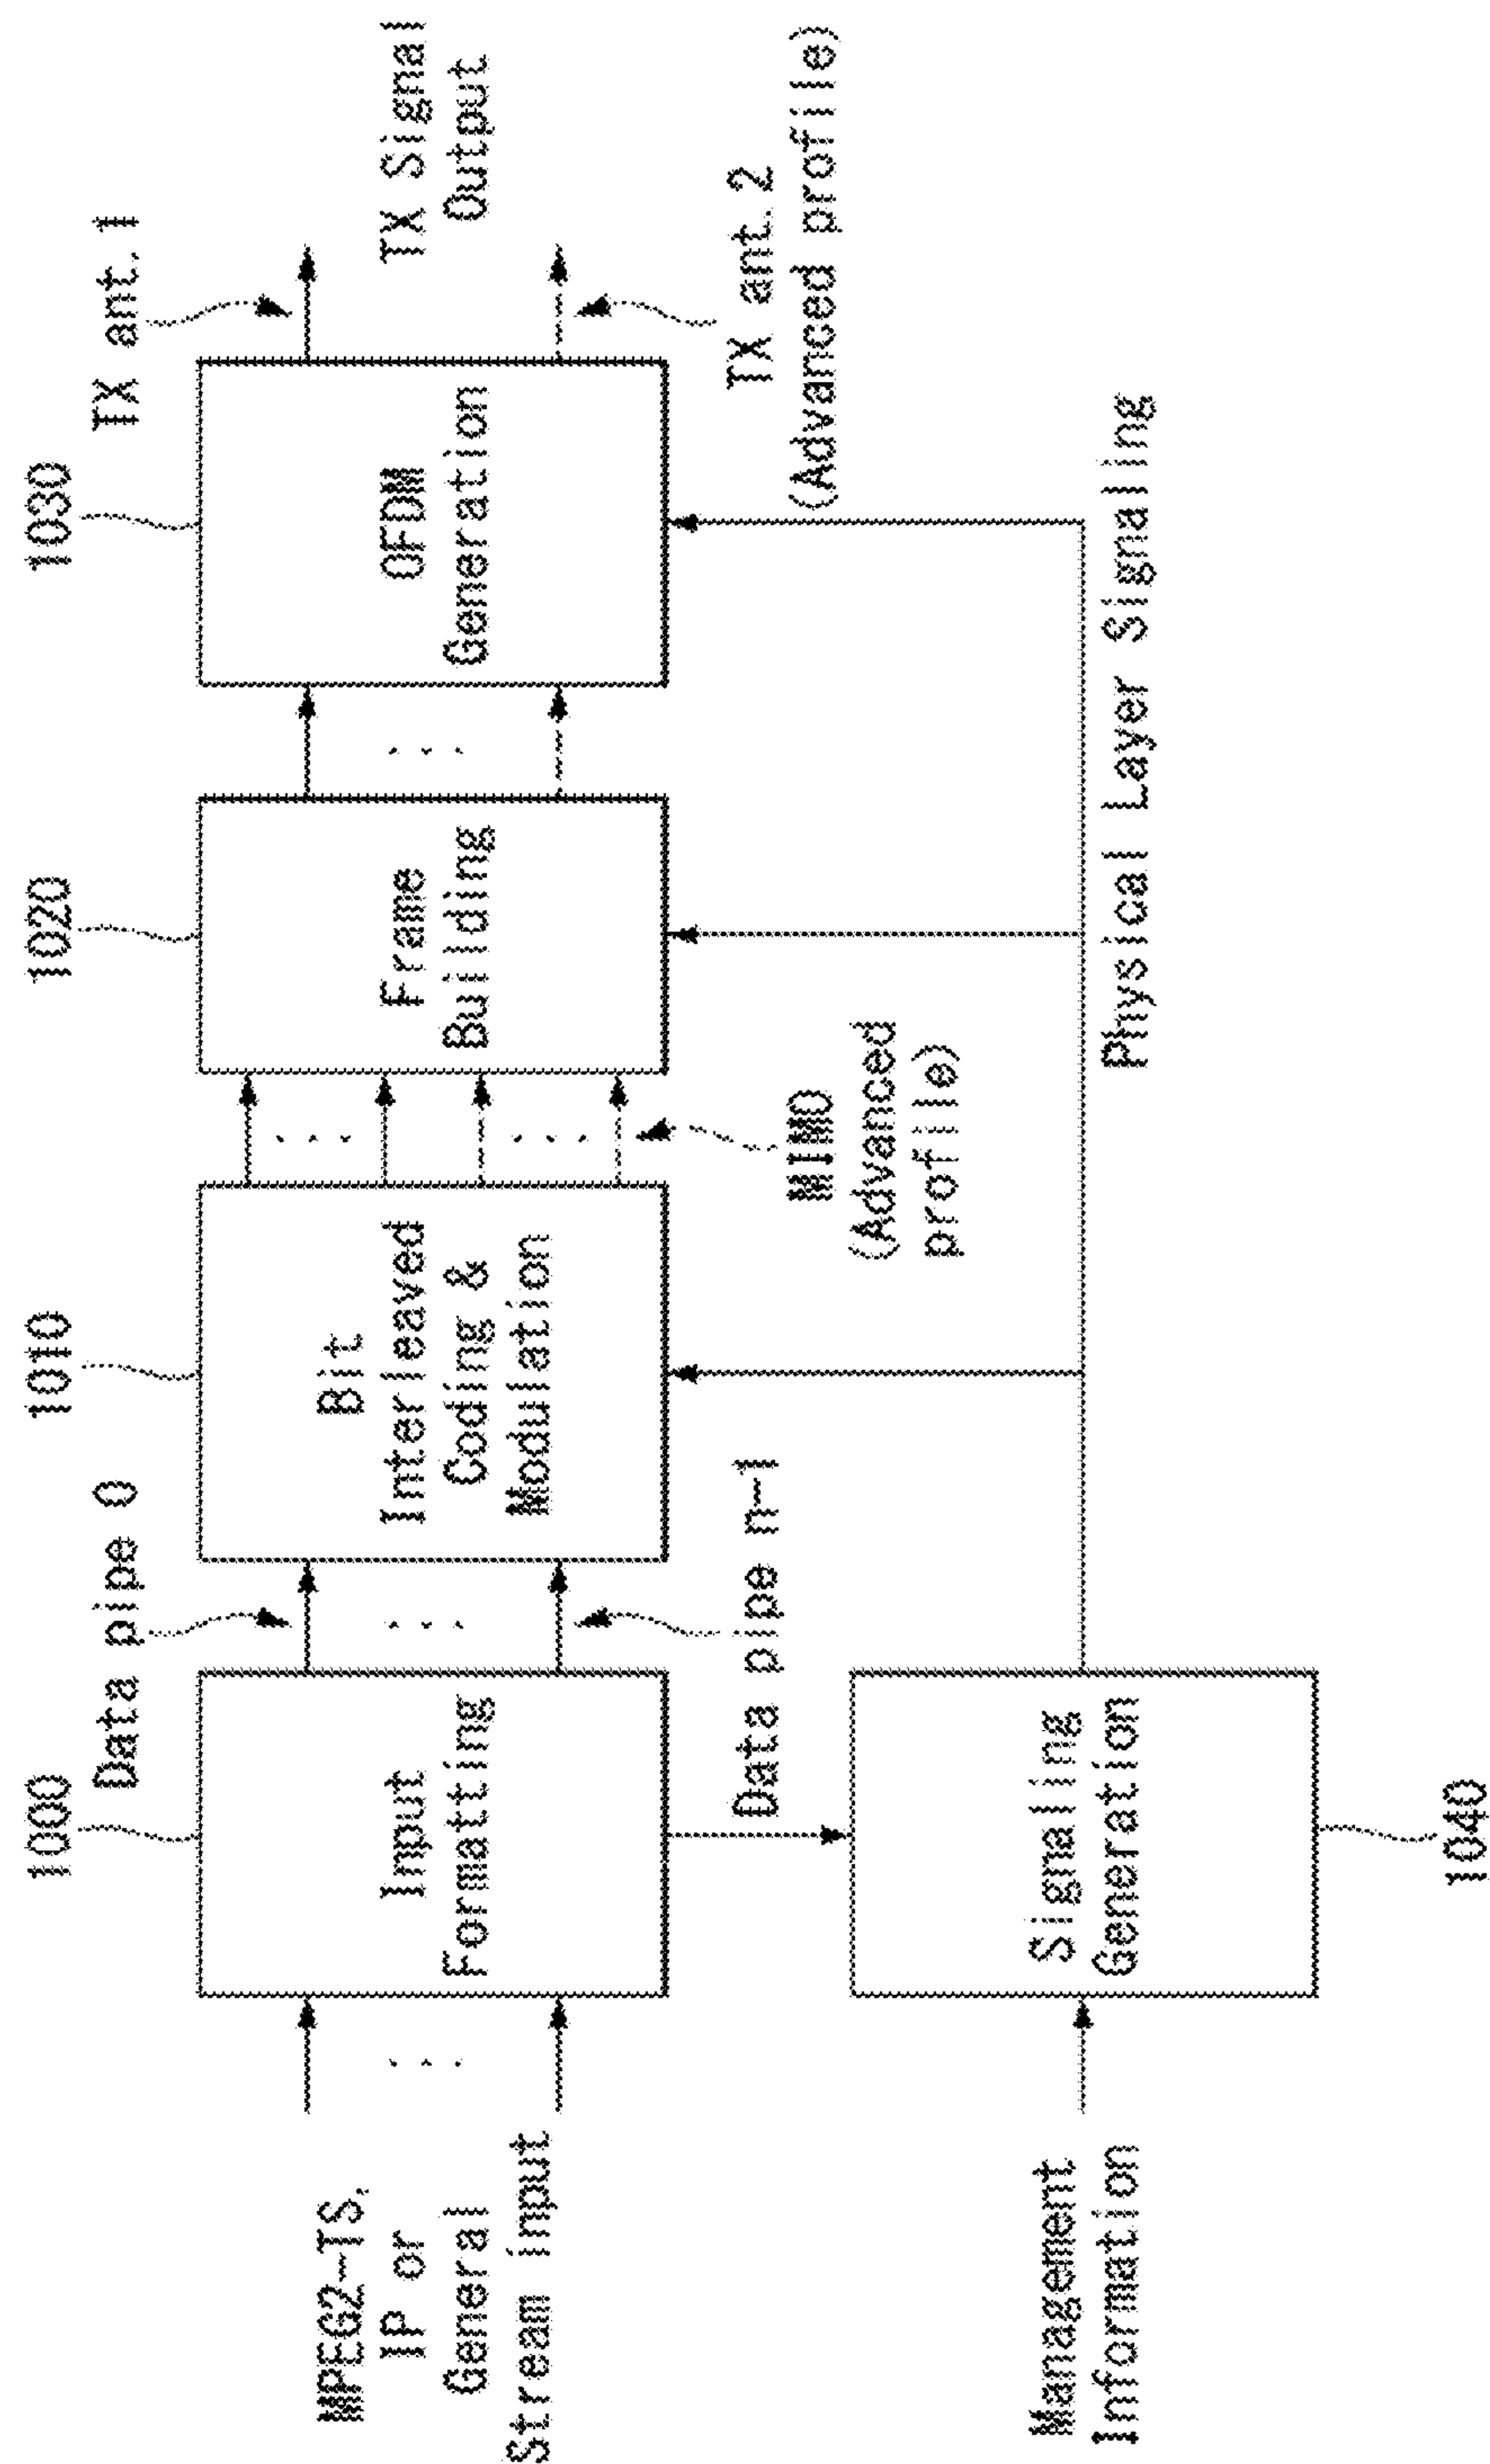 1000
1010
1020
1030
Data pipe 0
TX ant.1
MPEG2-TS,
IP or
General
Stream input
Input
Formatting
Bit
Interleaved
Coding &
Modulation
Frame
Building
OFDM
Generation
TX Signal
Output
Data pipe n-1
MIMO
(Advanced
profile)
TX ant.2
(Advanced profile)
Management
Information
Signaling
Generation
Physical Layer Signaling
1040